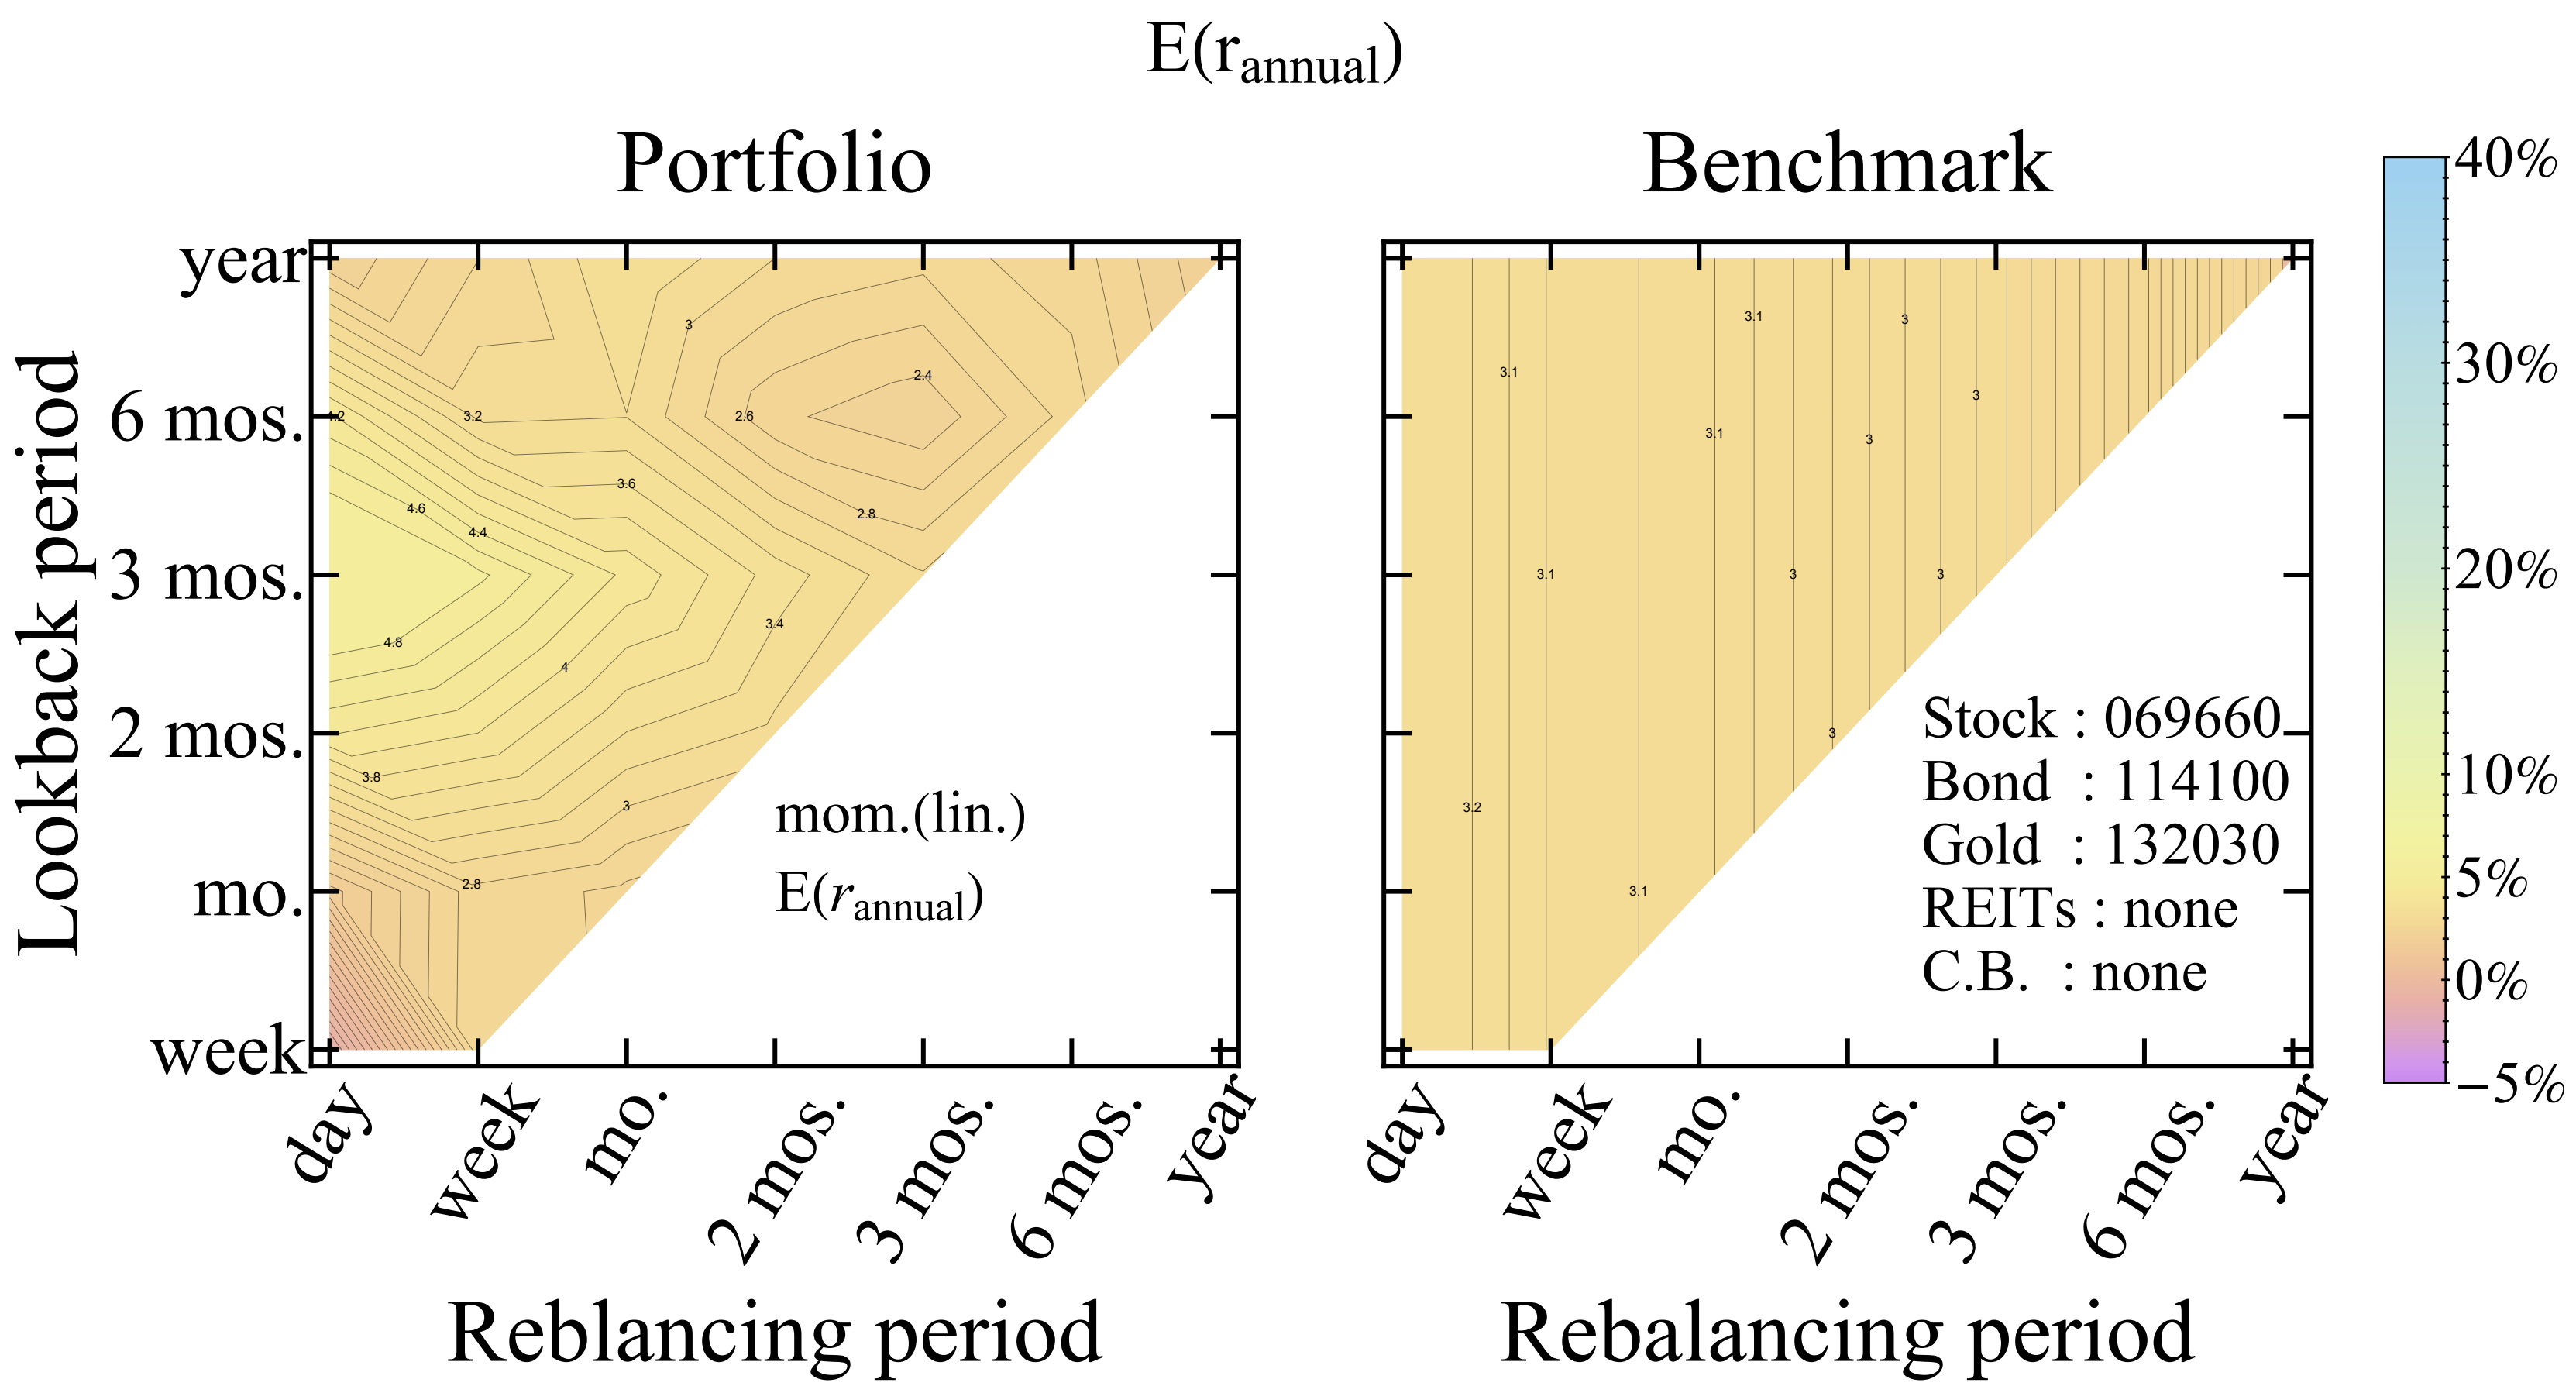 E(rannual)
Portfolio
Benchmark
Lookback period
year
6 mos.
3 mos.
2 mos.
mo.
week
4.2
3.2
3
2.4
2.6
3.6
4.6
4.4
2.8
4.8
4
3.4
3.8
3
2.8
mom.(lin.)
E(rannual)
day
week
mo.
2 mos.
3 mos.
6 mos.
year
Reblancing period
3.1
3
3.1
3
3.1
3
3.1
3
3
3
3.2
3.1
Stock : 069660
Bond : 114100
Gold : 132030
REITs : none
C.B. : none
day
week
mo.
2 mos.
3 mos.
6 mos.
year
Rebalancing period
40%
30%
20%
10%
5%
0%
−5%